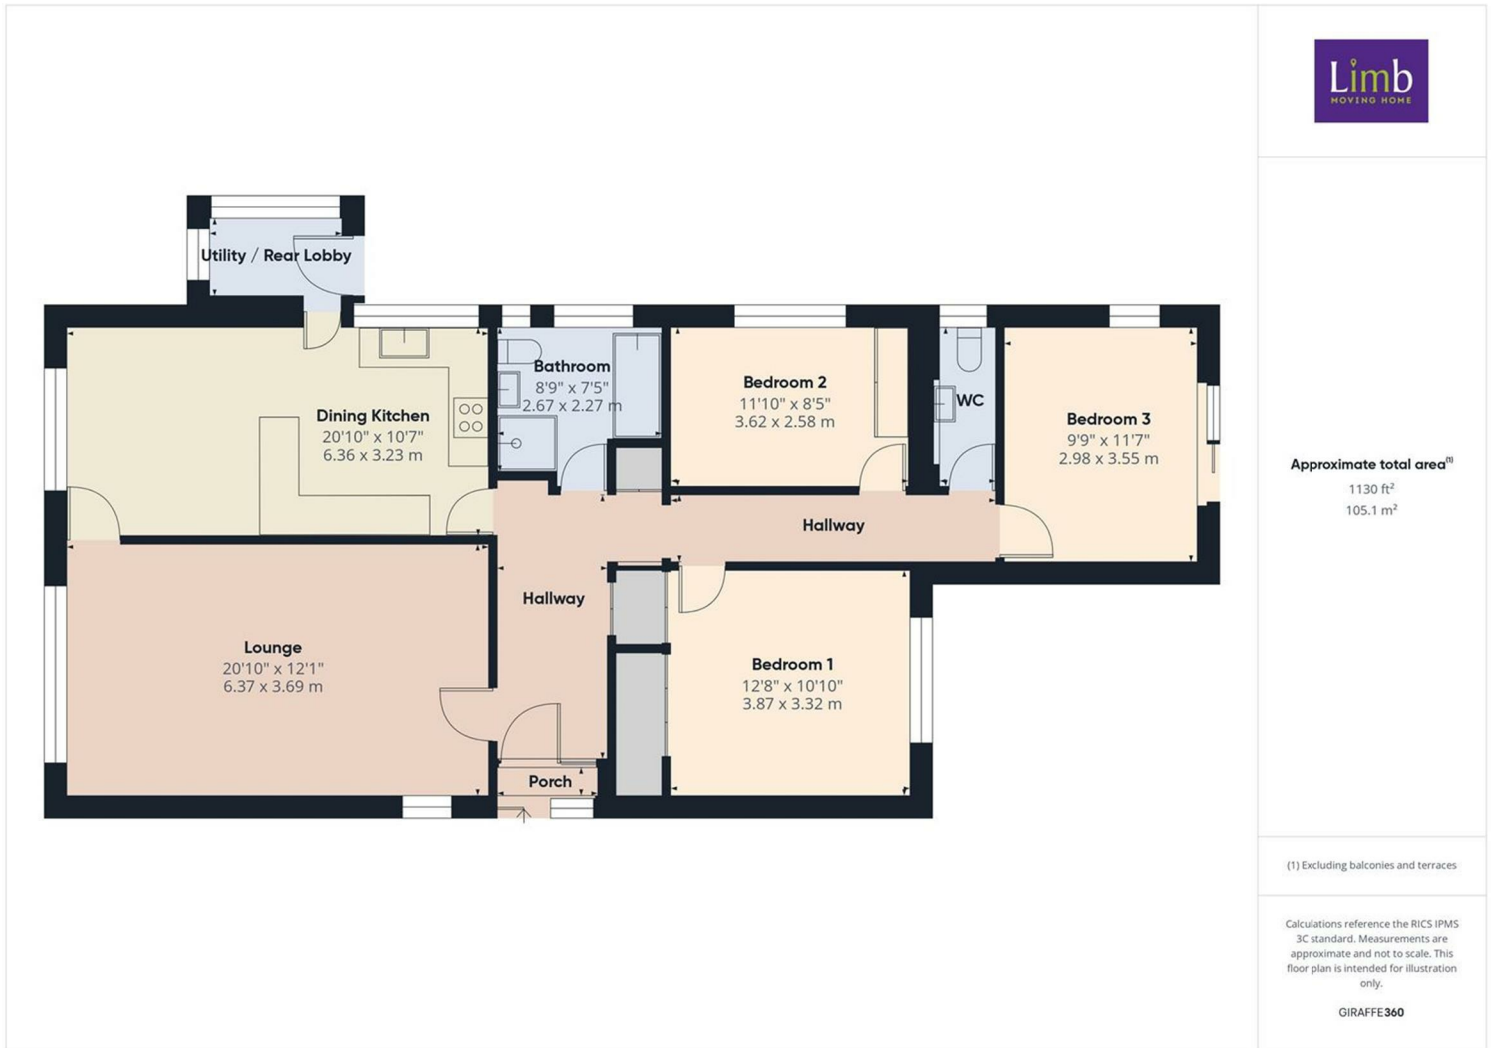 Limb
MOVING HOME
Utility / Rear Lobby
Dining Kitchen
20'10" x 10'7"
6.36 x 3.23 m
Bathroom
8'9" x 7'5"
2.67 x 2.27 m
Bedroom 2
11'10" x 8'5"
3.62 x 2.58 m
WC
Bedroom 3
9'9" x 11'7"
2.98 x 3.55 m
Hallway
Hallway
Lounge
20'10" x 12'1"
6.37 x 3.69 m
Bedroom 1
12'8" x 10'10"
3.87 x 3.32 m
Porch
Approximate total area⁽¹⁾
1130 ft²
105.1 m²
(1) Excluding balconies and terraces
Calculations reference the RICS IPMS
3C standard. Measurements are
approximate and not to scale. This
floor plan is intended for illustration
only.
GIRAFFE360